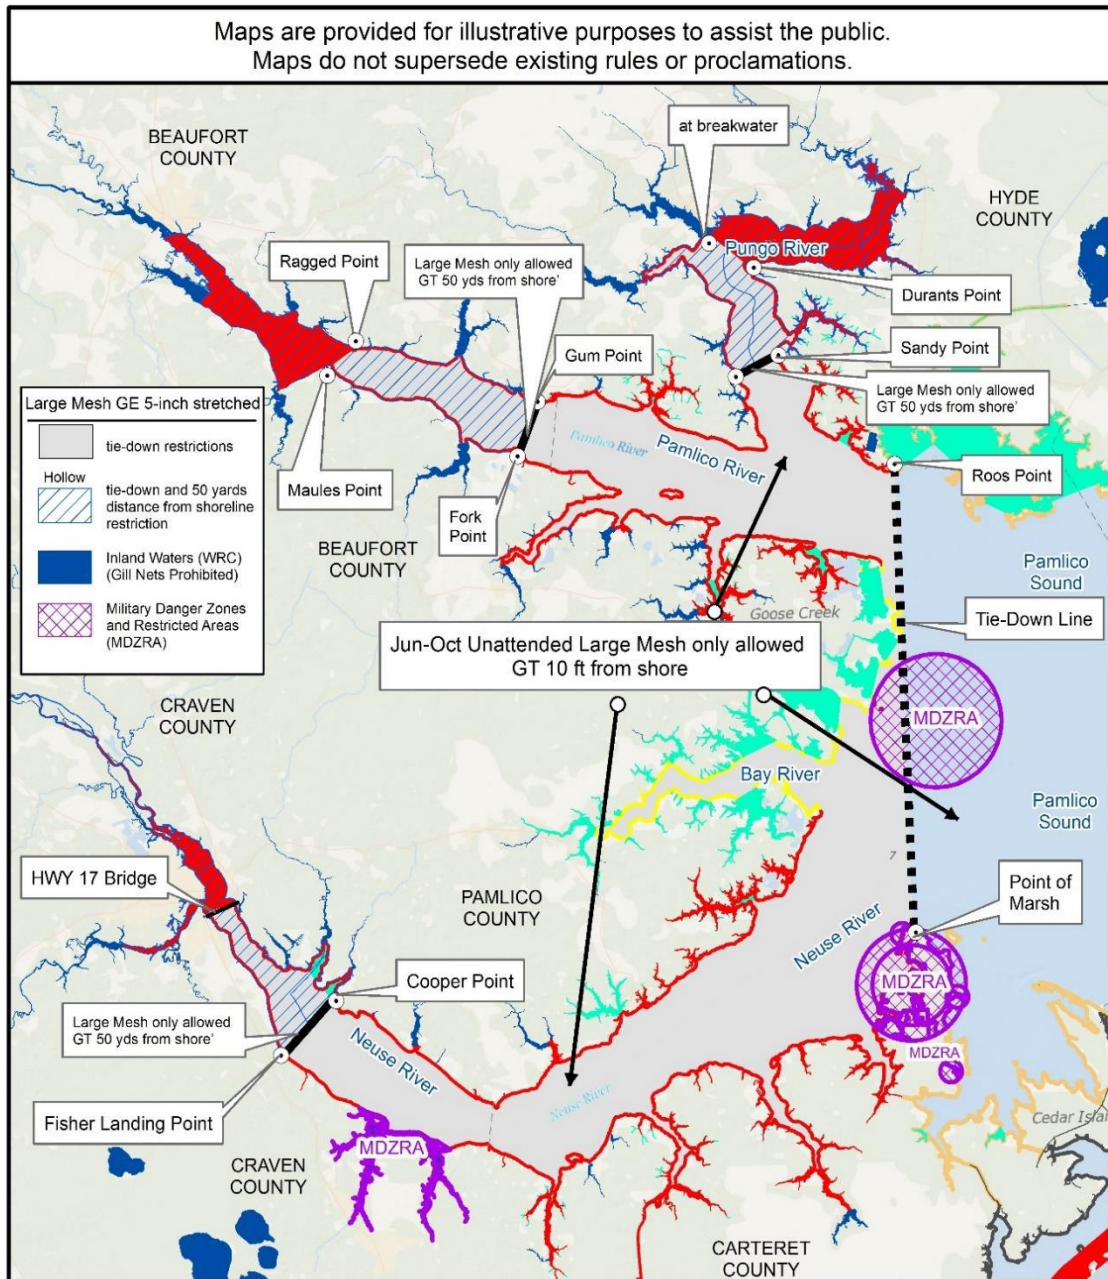 Maps are provided for illustrative purposes to assist the public.
Maps do not supersede existing rules or proclamations.
BEAUFORT
COUNTY
at breakwater
HYDE
COUNTY
Pungo River
Ragged Point
Large Mesh only allowed
GT 50 yds from shore'
Durants Point
Gum Point
Sandy Point
Large Mesh only allowed
GT 50 yds from shore'
Large Mesh GE 5-inch stretched
tie-down restrictions
Hollow
tie-down and 50 yards
distance from shoreline
restriction
Inland Waters (WRC)
(Gill Nets Prohibited)
Military Danger Zones
and Restricted Areas
(MDZRA)
Pamlico River
Pamlico River
Maules Point
Roos Point
Fork
Point
BEAUFORT
COUNTY
Pamlico
Sound
Goose Creek
Tie-Down Line
Jun-Oct Unattended Large Mesh only allowed
GT 10 ft from shore
CRAVEN
COUNTY
MDZRA
Bay River
Pamlico
Sound
7
HWY 17 Bridge
PAMLICO
COUNTY
Point of
Marsh
Neuse River
Cooper Point
MDZRA
Large Mesh only allowed
GT 50 yds from shore'
Neuse River
MDZRA
Neuse River
Fisher Landing Point
Cedar Islan
MDZRA
CRAVEN
COUNTY
CARTERET
COUNTY